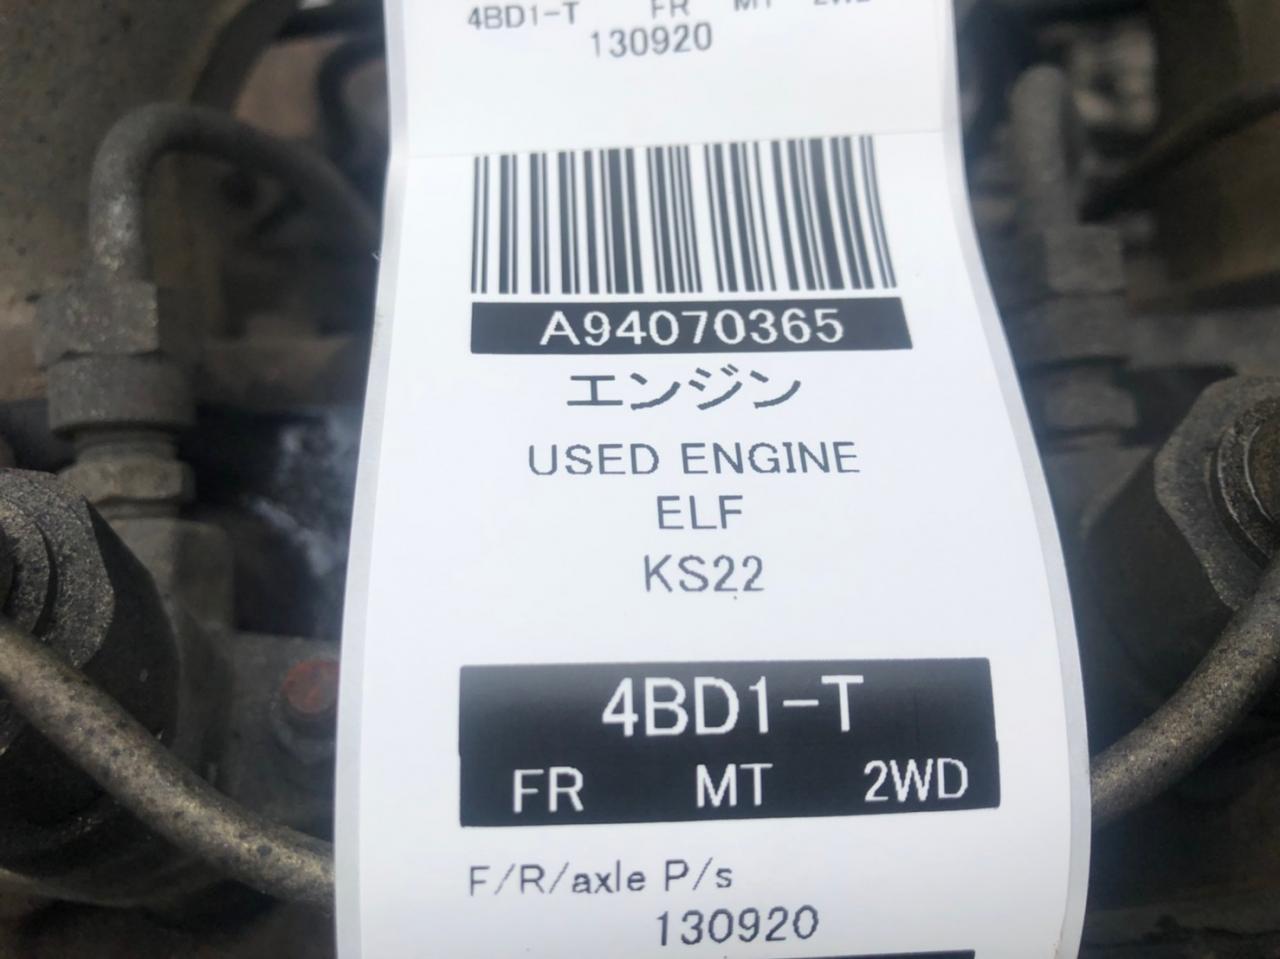 4BD1-T FR MT 2WD
130920
A94070365
エンジン
USED ENGINE
ELF
KS22
4BD1-T
FR MT 2WD
F/R/axle P/s
130920